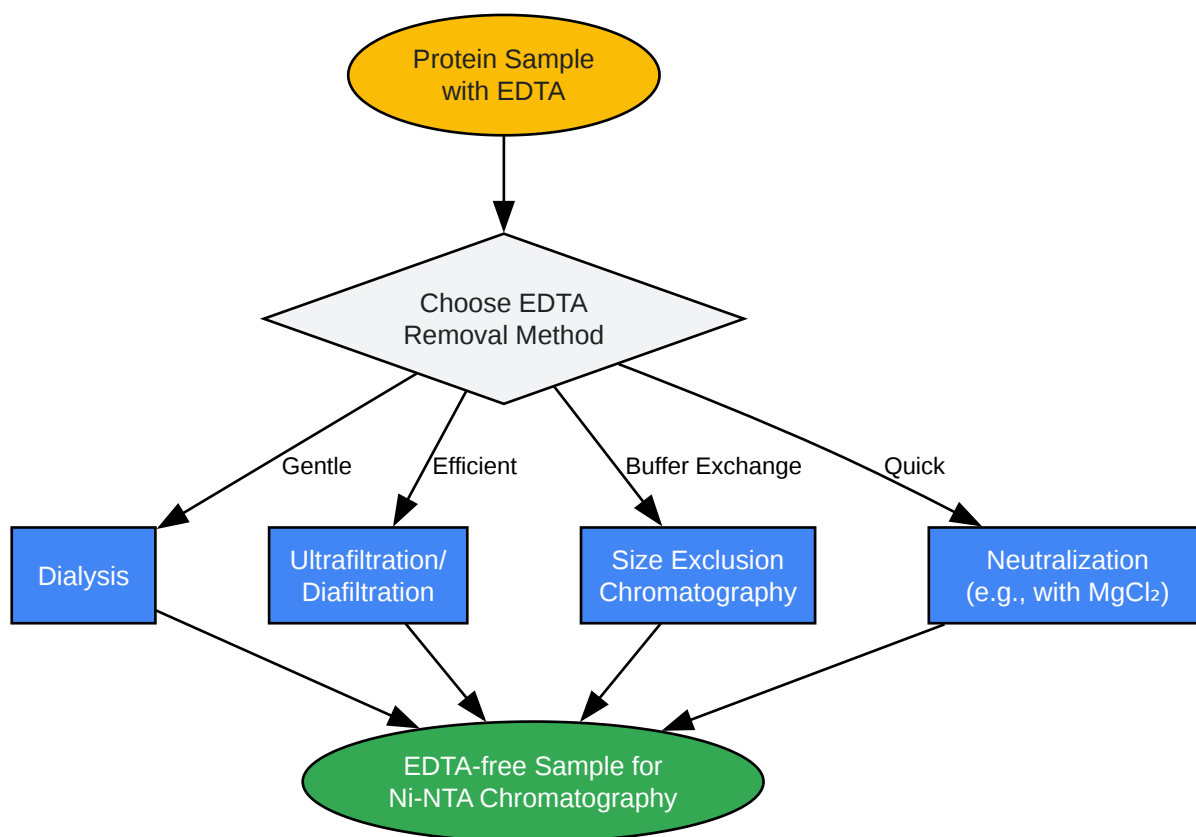 Protein Sample
with EDTA
Choose EDTA
Removal Method
Gentle
Efficient
Buffer Exchange
Quick
Dialysis
Ultrafiltration/
Diafiltration
Size Exclusion
Chromatography
Neutralization
(e.g., with MgCl₂)
EDTA-free Sample for
Ni-NTA Chromatography